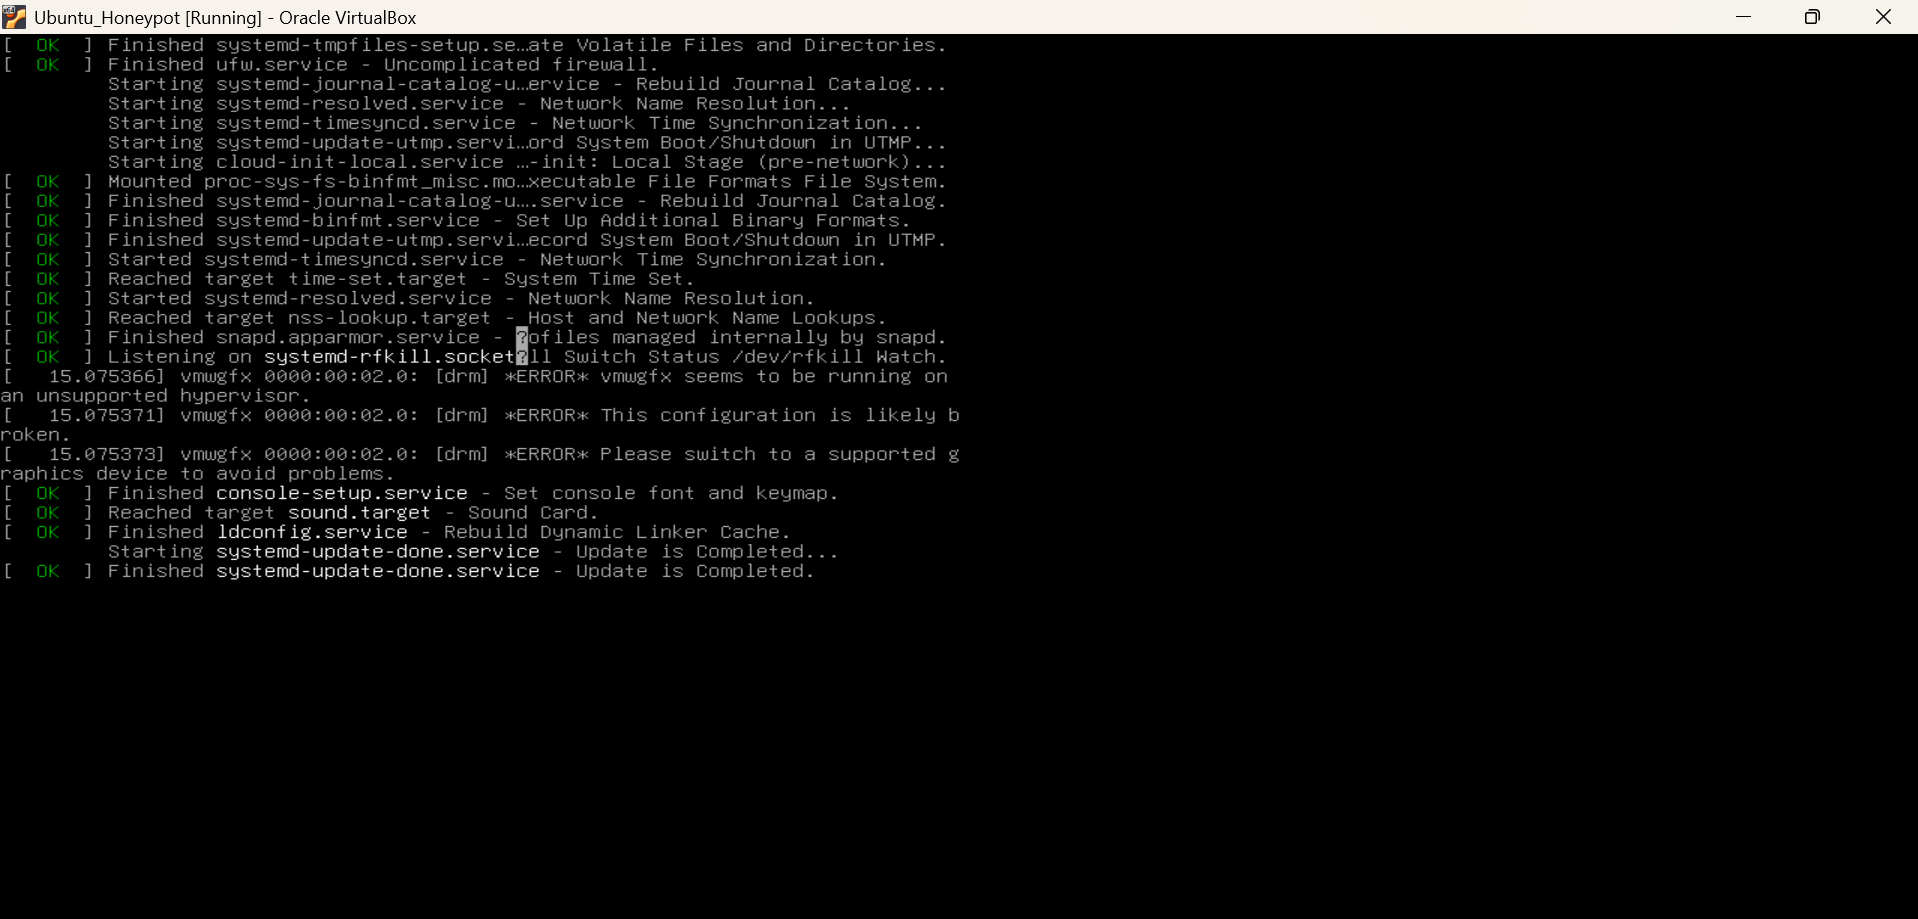 Ubuntu_Honeypot [Running] - Oracle VirtualBox
[  OK  ] Finished systemd-tmpfiles-setup.se…ate Volatile Files and Directories.
[  OK  ] Finished ufw.service - Uncomplicated firewall.
         Starting systemd-journal-catalog-u…ervice - Rebuild Journal Catalog...
         Starting systemd-resolved.service - Network Name Resolution...
         Starting systemd-timesyncd.service - Network Time Synchronization...
         Starting systemd-update-utmp.servi…ord System Boot/Shutdown in UTMP...
         Starting cloud-init-local.service …-init: Local Stage (pre-network)...
[  OK  ] Mounted proc-sys-fs-binfmt_misc.mo…xecutable File Formats File System.
[  OK  ] Finished systemd-journal-catalog-u….service - Rebuild Journal Catalog.
[  OK  ] Finished systemd-binfmt.service - Set Up Additional Binary Formats.
[  OK  ] Finished systemd-update-utmp.servi…ecord System Boot/Shutdown in UTMP.
[  OK  ] Started systemd-timesyncd.service - Network Time Synchronization.
[  OK  ] Reached target time-set.target - System Time Set.
[  OK  ] Started systemd-resolved.service - Network Name Resolution.
[  OK  ] Reached target nss-lookup.target - Host and Network Name Lookups.
[  OK  ] Finished snapd.apparmor.service - ?ofiles managed internally by snapd.
[  OK  ] Listening on systemd-rfkill.socket?ll Switch Status /dev/rfkill Watch.
[   15.075366] vmwgfx 0000:00:02.0: [drm] *ERROR* vmwgfx seems to be running on
an unsupported hypervisor.
[   15.075371] vmwgfx 0000:00:02.0: [drm] *ERROR* This configuration is likely b
roken.
[   15.075373] vmwgfx 0000:00:02.0: [drm] *ERROR* Please switch to a supported g
raphics device to avoid problems.
[  OK  ] Finished console-setup.service - Set console font and keymap.
[  OK  ] Reached target sound.target - Sound Card.
[  OK  ] Finished ldconfig.service - Rebuild Dynamic Linker Cache.
         Starting systemd-update-done.service - Update is Completed...
[  OK  ] Finished systemd-update-done.service - Update is Completed.